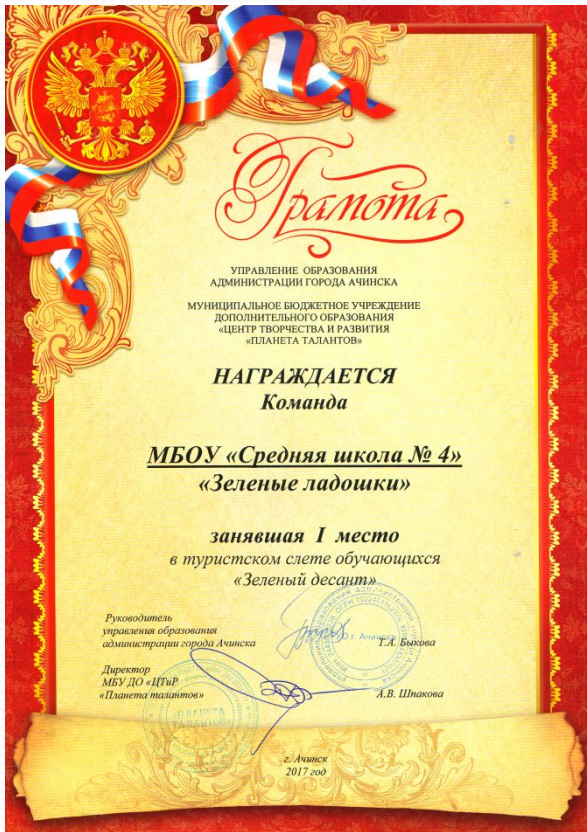 Грамота
УПРАВЛЕНИЕ ОБРАЗОВАНИЯ
АДМИНИСТРАЦИИ ГОРОДА АЧИНСКА
МУНИЦИПАЛЬНОЕ БЮДЖЕТНОЕ УЧРЕЖДЕНИЕ
ДОПОЛНИТЕЛЬНОГО ОБРАЗОВАНИЯ
«ЦЕНТР ТВОРЧЕСТВА И РАЗВИТИЯ
«ПЛАНЕТА ТАЛАНТОВ»
НАГРАЖДАЕТСЯ
Команда
МБОУ «Средняя школа № 4»
«Зеленые ладошки»
занявшая I место
в туристском слете обучающихся
«Зеленый десант»
Руководитель
управления образования
администрации города Ачинска
Т.А. Быкова
Директор
МБУ ДО «ЦТиР
«Планета талантов»
А.В. Шпакова
ПЛАНЕТА
ТАЛАНТОВ
г. Ачинск
2017 год